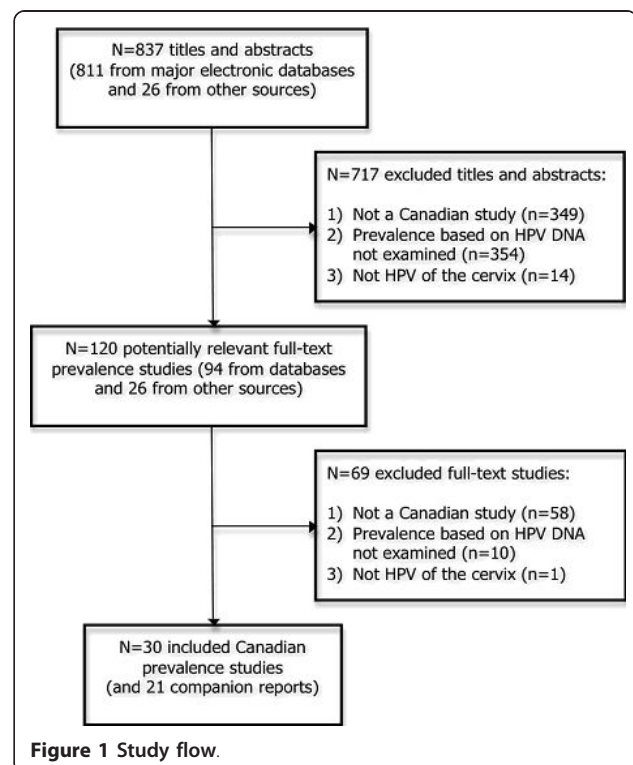 N=837 titles and abstracts
(811 from major electronic databases
and 26 from other sources)
N=717 excluded titles and abstracts:
1) Not a Canadian study (n=349)
2) Prevalence based on HPV DNA
not examined (n=354)
3) Not HPV of the cervix (n=14)
N=120 potentially relevant full-text
prevalence studies (94 from databases
and 26 from other sources)
N=69 excluded full-text studies:
1) Not a Canadian study (n=58)
2) Prevalence based on HPV DNA
not examined (n=10)
3) Not HPV of the cervix (n=1)
N=30 included Canadian
prevalence studies
(and 21 companion reports)
Figure 1 Study flow.